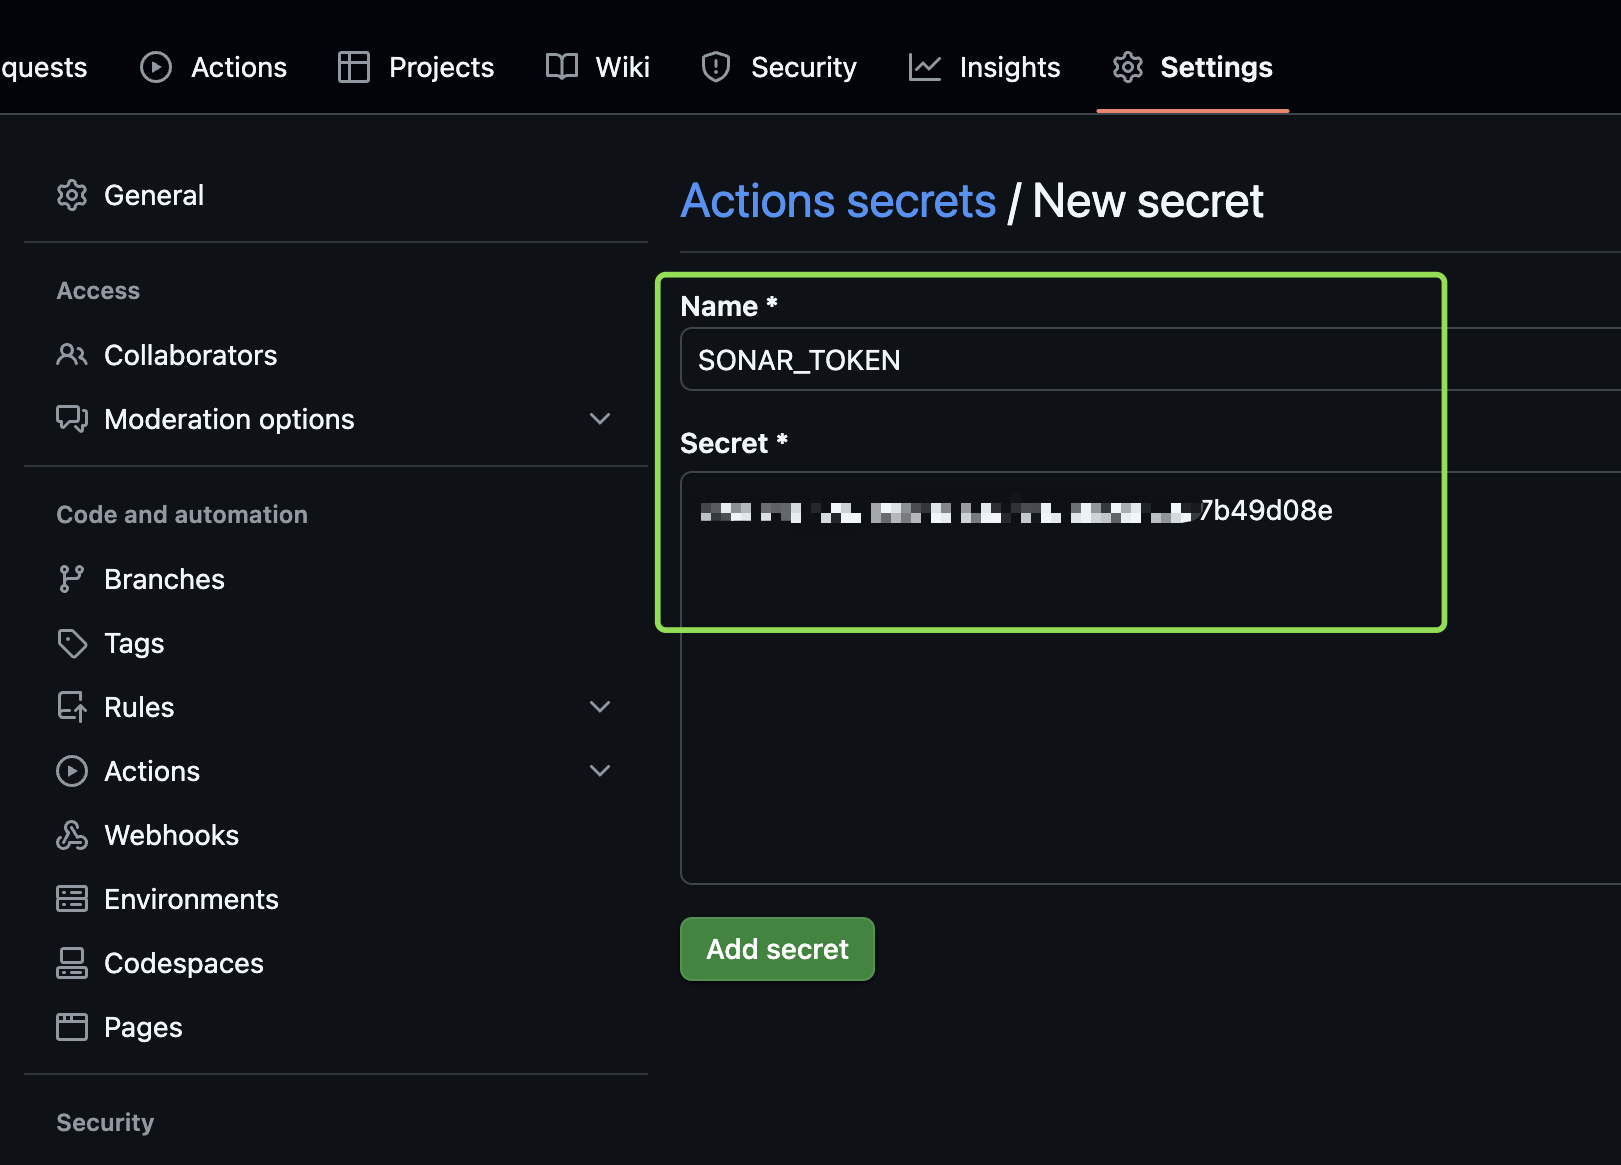 quests Actions Projects Wiki Security Insights Settings
General
Access
Collaborators
Moderation options
Code and automation
Branches
Tags
Rules
Actions
Webhooks
Environments
Codespaces
Pages
Security
Actions secrets / New secret
Name *
SONAR_TOKEN
Secret *
7b49d08e
Add secret